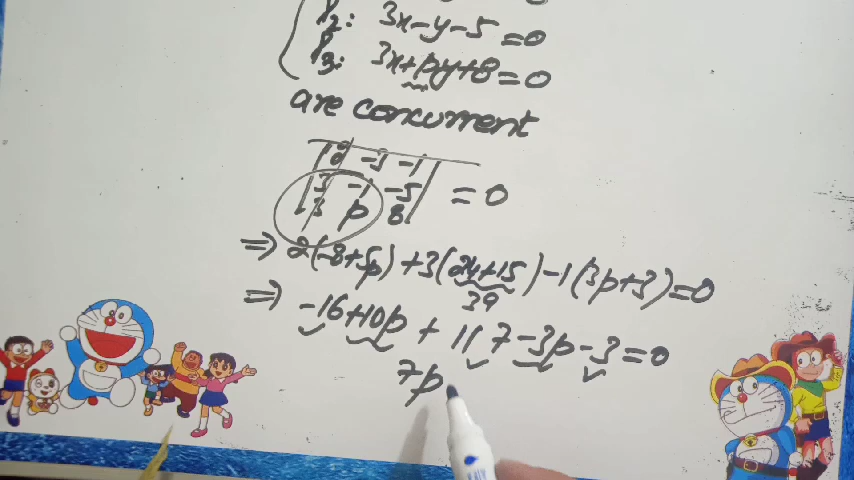 l₂: 3x-y-5=0
l₃: 3x+py+8=0
are concurrent
|2 -3 -1|
|3 -1 -5| = 0
|3 p 8|
⇒ 2(-8+5p)+3(24+15)-1(3p+3)=0
39
⇒ -16+10p+117-3p-3=0
7p